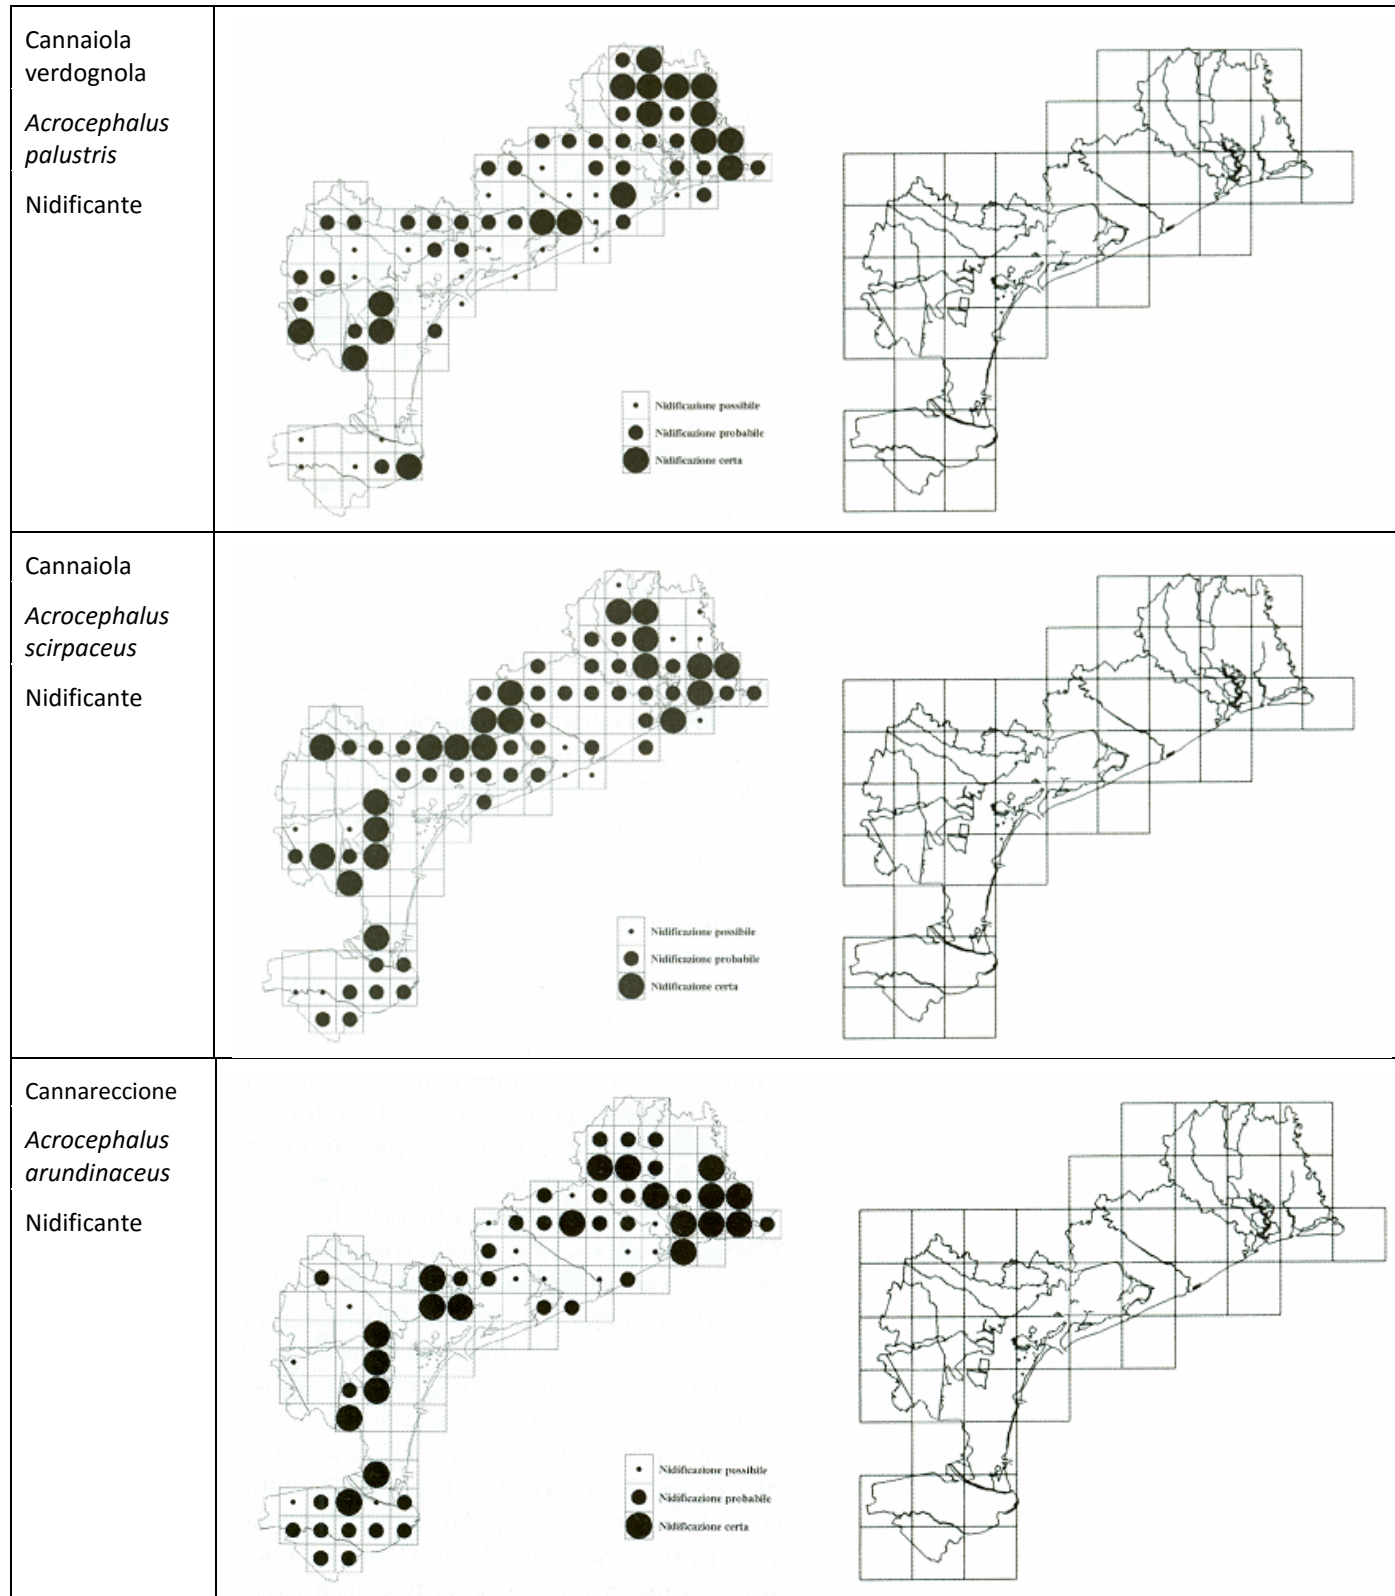 Cannaiola
verdognola
Acrocephalus
palustris
Nidificante
Nidificazione possibile
Nidificazione probabile
Nidificazione certa
Cannaiola
Acrocephalus
scirpaceus
Nidificante
Nidificazione possibile
Nidificazione probabile
Nidificazione certa
Cannareccione
Acrocephalus
arundinaceus
Nidificante
Nidificazione possibile
Nidificazione probabile
Nidificazione certa